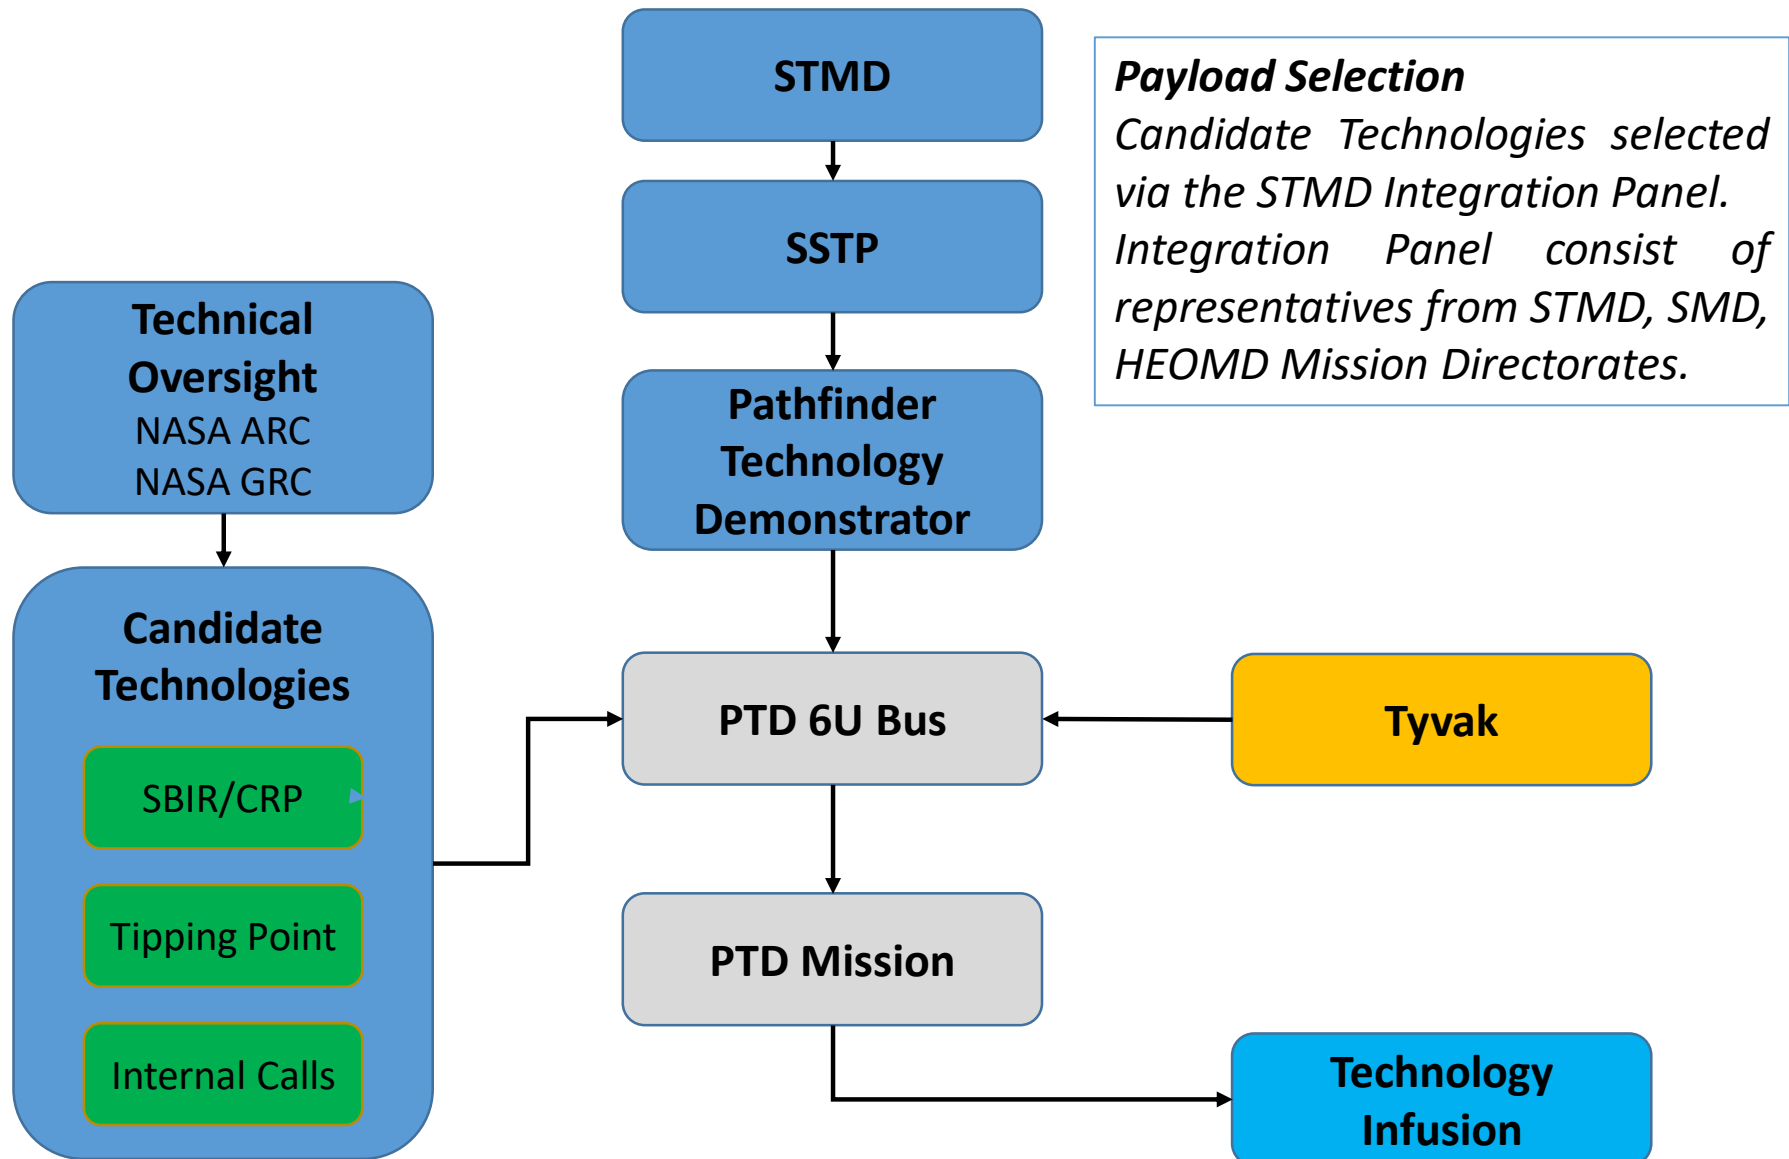 STMD
Payload Selection
Candidate Technologies selected
via the STMD Integration Panel.
Integration Panel consist of
representatives from STMD, SMD,
HEOMD Mission Directorates.
SSTP
Technical
Oversight
NASA ARC
NASA GRC
Pathfinder
Technology
Demonstrator
Candidate
Technologies
SBIR/CRP
Tipping Point
Internal Calls
PTD 6U Bus
Tyvak
PTD Mission
Technology
Infusion